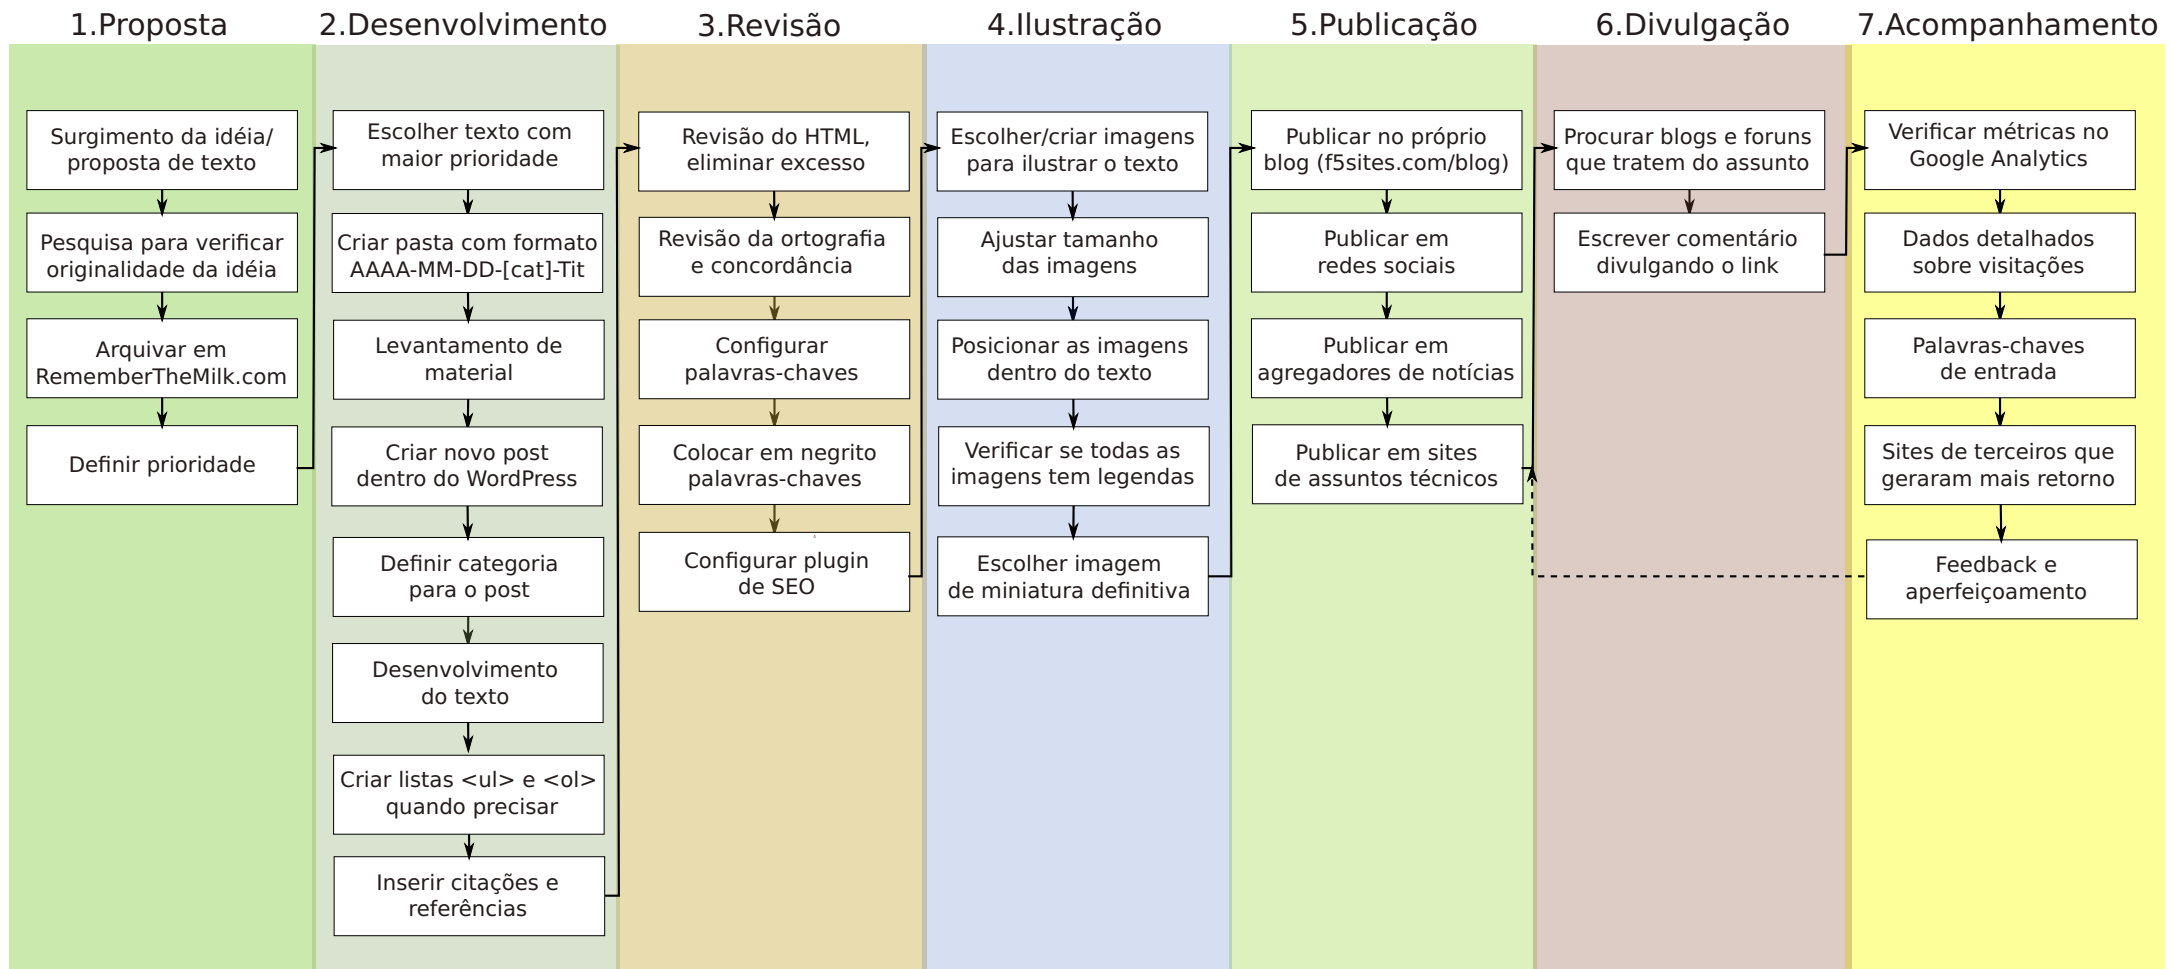 1.Proposta
Surgimento da idéia/
proposta de texto
Pesquisa para verificar
originalidade da idéia
Arquivar em
RememberTheMilk.com
Definir prioridade
2.Desenvolvimento
Escolher texto com
maior prioridade
Criar pasta com formato
AAAA-MM-DD-[cat]-Tit
Levantamento de
material
Criar novo post
dentro do WordPress
Definir categoria
para o post
Desenvolvimento
do texto
Criar listas <ul> e <ol>
quando precisar
Inserir citações e
referências
3.Revisão
Revisão do HTML,
eliminar excesso
Revisão da ortografia
e concordância
Configurar
palavras-chaves
Colocar em negrito
palavras-chaves
Configurar plugin
de SEO
4.Ilustração
Escolher/criar imagens
para ilustrar o texto
Ajustar tamanho
das imagens
Posicionar as imagens
dentro do texto
Verificar se todas as
imagens tem legendas
Escolher imagem
de miniatura definitiva
5.Publicação
Publicar no próprio
blog (f5sites.com/blog)
Publicar em
redes sociais
Publicar em
agregadores de notícias
Publicar em sites
de assuntos técnicos
6.Divulgação
Procurar blogs e foruns
que tratem do assunto
Escrever comentário
divulgando o link
7.Acompanhamento
Verificar métricas no
Google Analytics
Dados detalhados
sobre visitações
Palavras-chaves
de entrada
Sites de terceiros que
geraram mais retorno
Feedback e
aperfeiçoamento